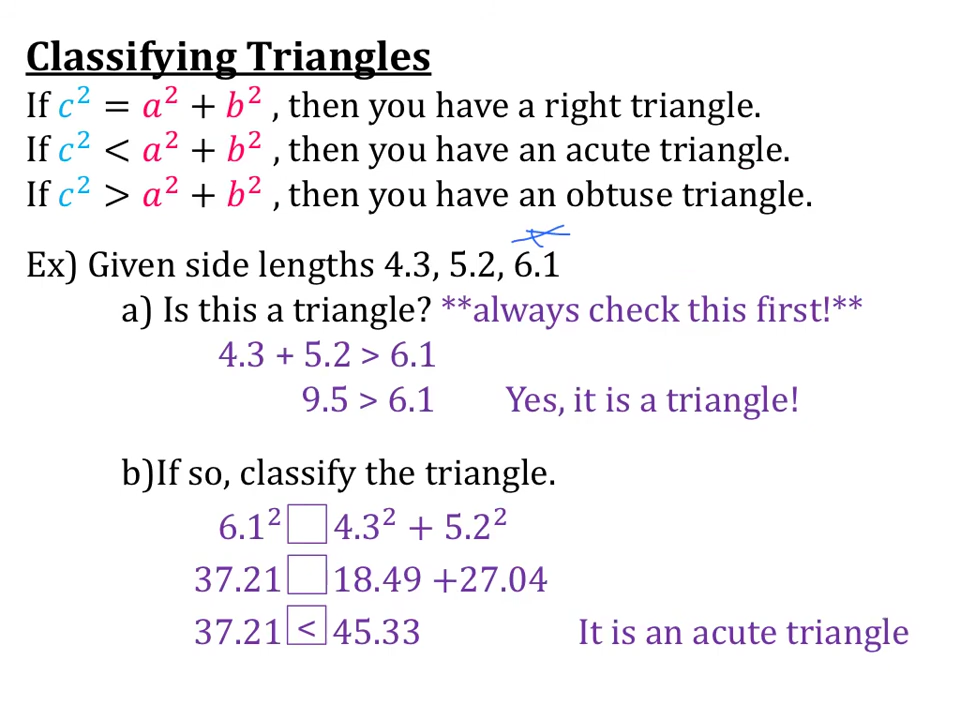 Classifying Triangles
If c² = a² + b² , then you have a right triangle.
If c² < a² + b² , then you have an acute triangle.
If c² > a² + b² , then you have an obtuse triangle.
Ex) Given side lengths 4.3, 5.2, 6.1
a) Is this a triangle? **always check this first!**
4.3 + 5.2 > 6.1
9.5 > 6.1 Yes, it is a triangle!
b)If so, classify the triangle.
6.1² □ 4.3² + 5.2²
37.21 □ 18.49 +27.04
37.21 < 45.33 It is an acute triangle